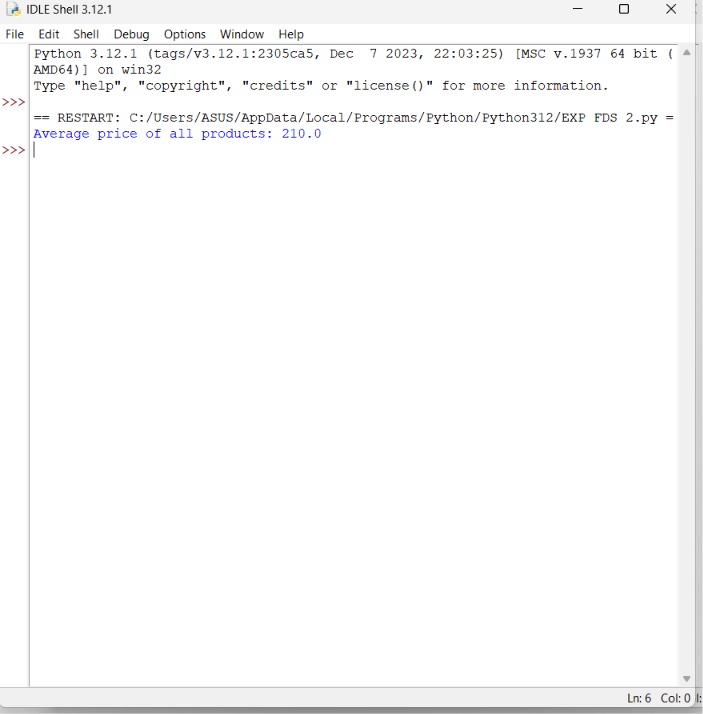 IDLE Shell 3.12.1
File Edit Shell Debug Options Window Help
Python 3.12.1 (tags/v3.12.1:2305ca5, Dec  7 2023, 22:03:25) [MSC v.1937 64 bit (
AMD64)] on win32
Type "help", "copyright", "credits" or "license()" for more information.
>>>
== RESTART: C:/Users/ASUS/AppData/Local/Programs/Python/Python312/EXP FDS 2.py =
Average price of all products: 210.0
>>>
Ln: 6 Col: 0